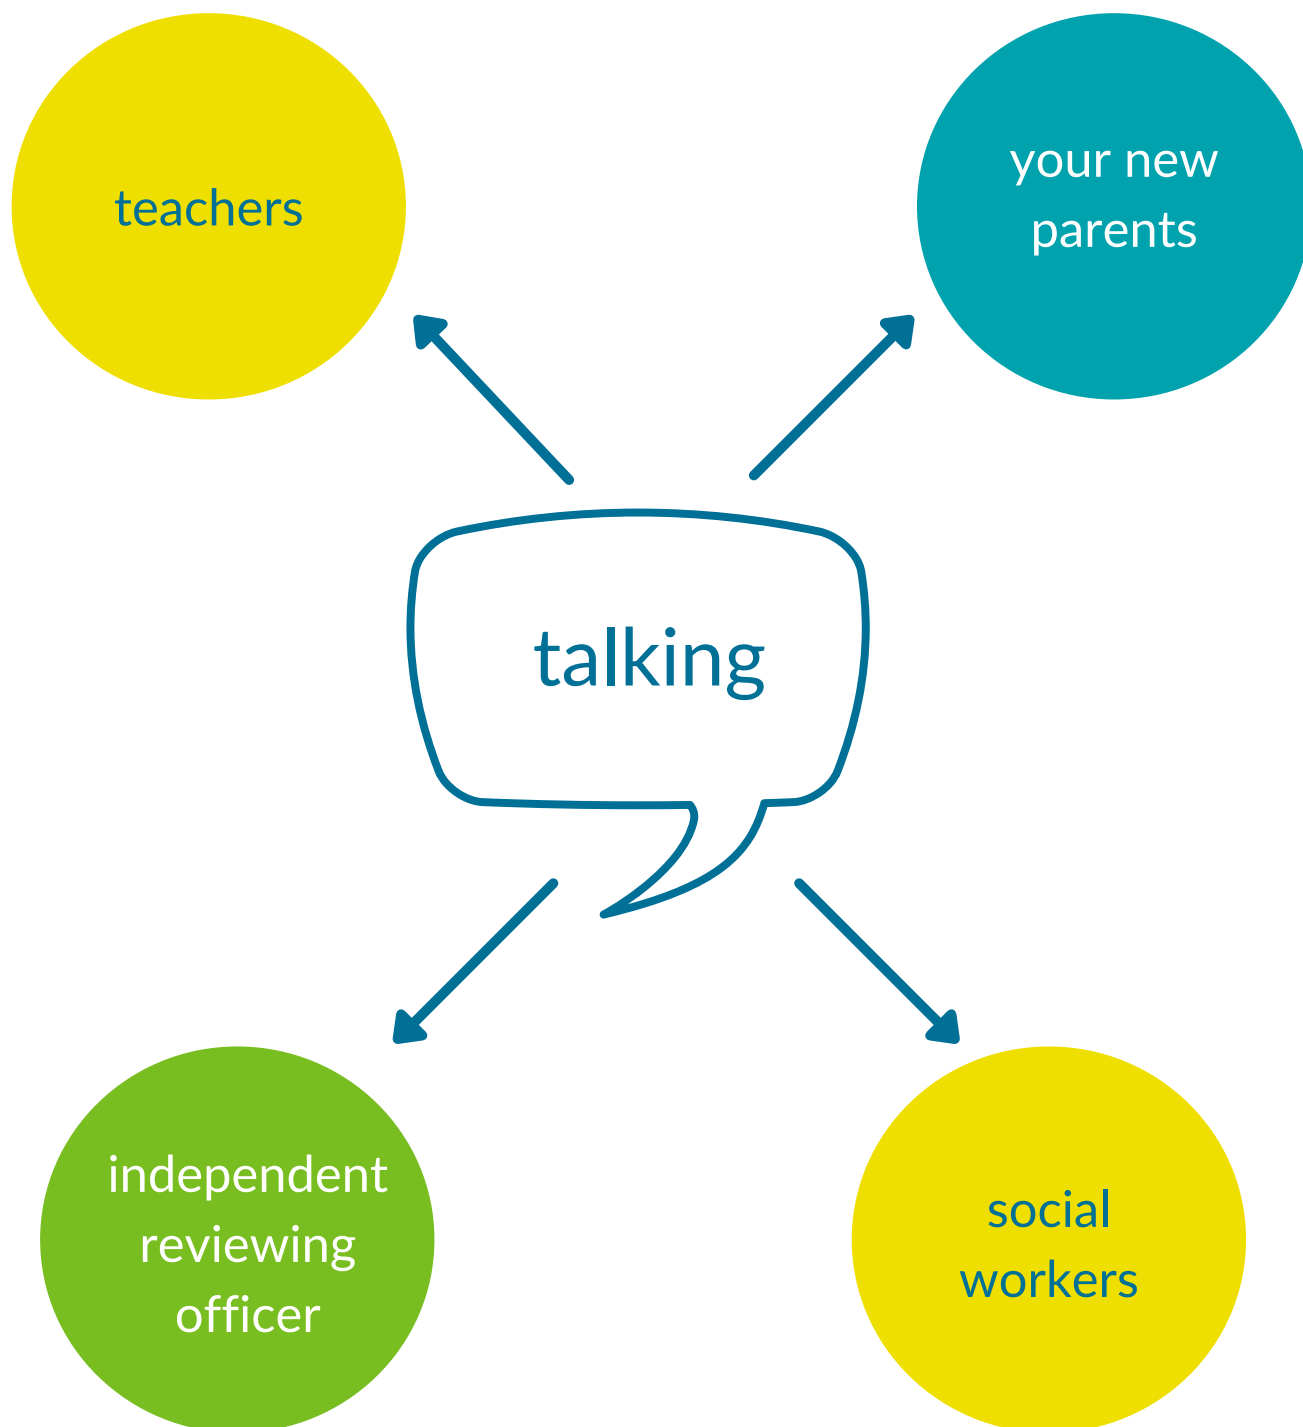 teachers
your new
parents
talking
independent
reviewing
officer
social
workers